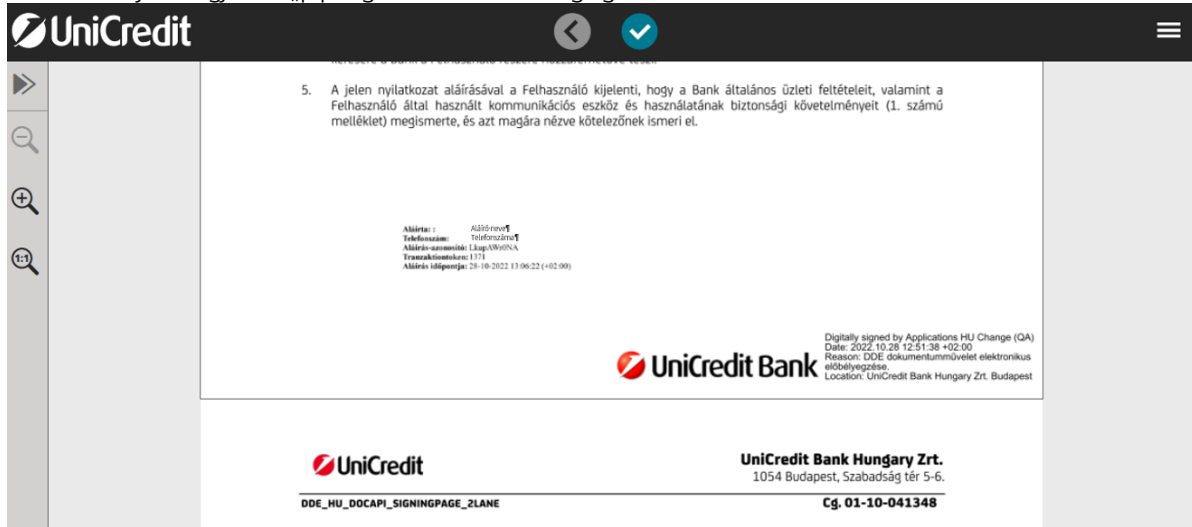 UniCredit
5. A jelen nyilatkozat aláírásával a Felhasználó kijelenti, hogy a Bank általános üzleti feltételeit, valamint a
Felhasználó által használt kommunikációs eszköz és használatának biztonsági követelményeit (1. számú
melléklet) megismerte, és azt magára nézve kötelezőnek ismeri el.
Aláírta: : Aláíró·neve¶
Telefonszám: Telefonszáma¶
Aláírás-azonosító:
Tranzaktiontoken: 1371
Aláírás időpontja: 28-10-2022 13:06:22 (+02:00)
UniCredit Bank
Digitally signed by Applications HU Change (QA)
Date: 2022.10.28 12:51:38 +02:00
Reason: DDE dokumentumművelet elektronikus
előbélyegzése.
Location: UniCredit Bank Hungary Zrt. Budapest
UniCredit
UniCredit Bank Hungary Zrt.
1054 Budapest, Szabadság tér 5-6.
DDE_HU_DOCAPI_SIGNINGPAGE_2LANE
Cg. 01-10-041348